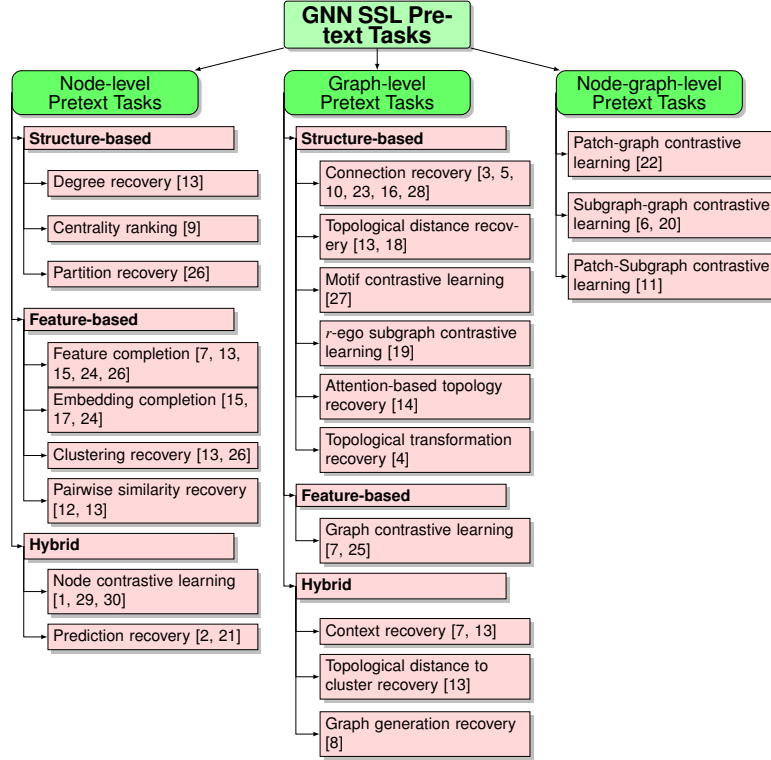 GNN SSL Pre-
text Tasks
Node-level
Pretext Tasks
Structure-based
Degree recovery [13]
Centrality ranking [9]
Partition recovery [26]
Feature-based
Feature completion [7, 13,
15, 24, 26]
Embedding completion [15,
17, 24]
Clustering recovery [13, 26]
Pairwise similarity recovery
[12, 13]
Hybrid
Node contrastive learning
[1, 29, 30]
Prediction recovery [2, 21]
Graph-level
Pretext Tasks
Structure-based
Connection recovery [3, 5,
10, 23, 16, 28]
Topological distance recov-
ery [13, 18]
Motif contrastive learning
[27]
r-ego subgraph contrastive
learning [19]
Attention-based topology
recovery [14]
Topological transformation
recovery [4]
Feature-based
Graph contrastive learning
[7, 25]
Hybrid
Context recovery [7, 13]
Topological distance to
cluster recovery [13]
Graph generation recovery
[8]
Node-graph-level
Pretext Tasks
Patch-graph contrastive
learning [22]
Subgraph-graph contrastive
learning [6, 20]
Patch-Subgraph contrastive
learning [11]